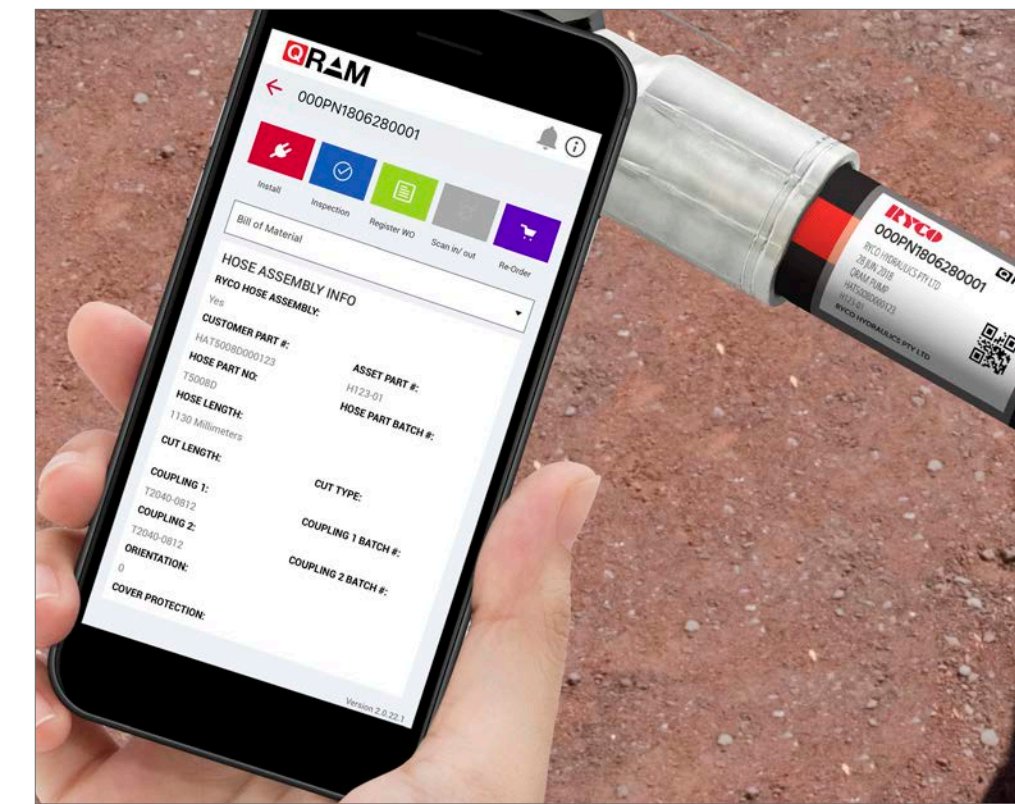 QRAM
000PN1806280001
Install
Inspection
Register WO
Scan in/ out
Re-Order
Bill of Material
HOSE ASSEMBLY INFO
RYCO HOSE ASSEMBLY:
Yes
CUSTOMER PART #:
HAT5008D000123
ASSET PART #:
H123-01
HOSE PART NO:
T5008D
HOSE PART BATCH #:
HOSE LENGTH:
1130 Millimeters
CUT LENGTH:
CUT TYPE:
COUPLING 1:
T2040-0812
COUPLING 1 BATCH #:
COUPLING 2:
T2040-0812
COUPLING 2 BATCH #:
ORIENTATION:
0
COVER PROTECTION:
Version 2.0.22.1
RYCO
000PN1806280001
RYCO HYDRAULICS PTY LTD
28 JUN 2018
QRAM PUMP
HAT5008D000123
H123-01
RYCO HYDRAULICS PTY LTD